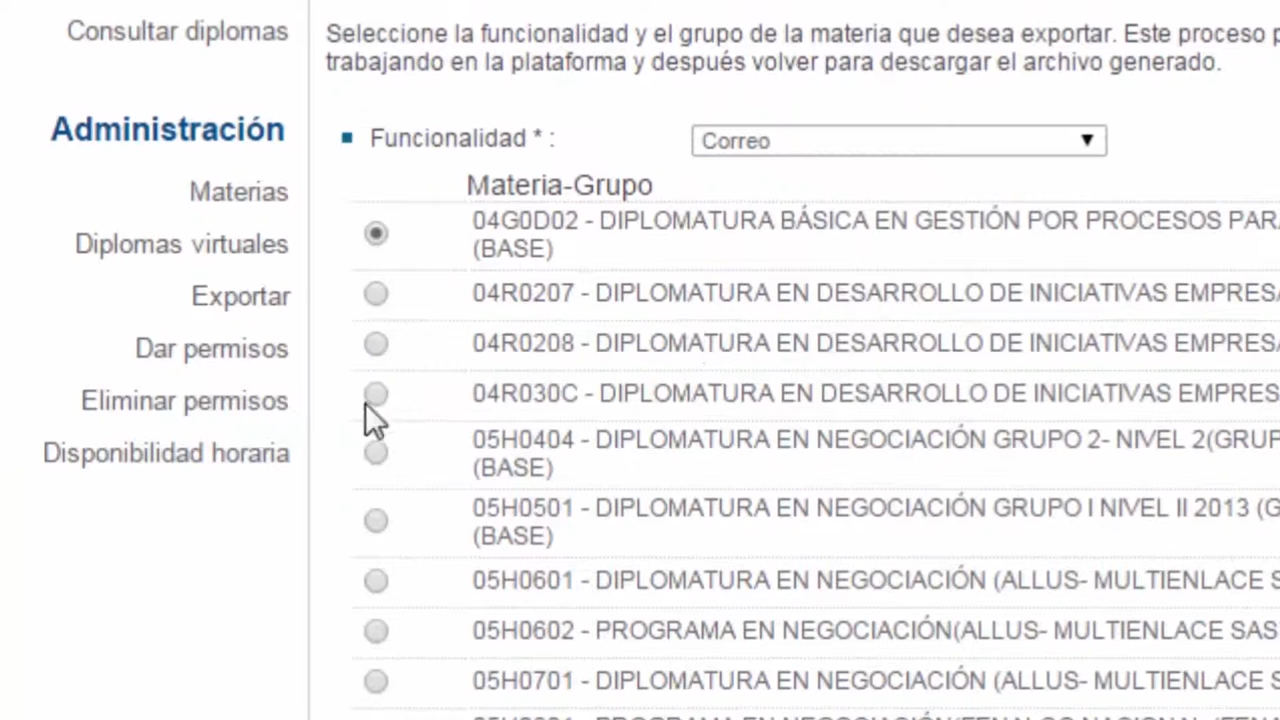 Consultar diplomas
Seleccione la funcionalidad y el grupo de la materia que desea exportar. Este proceso
trabajando en la plataforma y después volver para descargar el archivo generado.
Administración
Funcionalidad * :
Correo
Materia-Grupo
Materias
04G0D02 - DIPLOMATURA BÁSICA EN GESTIÓN POR PROCESOS PARA
(BASE)
Diplomas virtuales
Exportar
04R0207 - DIPLOMATURA EN DESARROLLO DE INICIATIVAS EMPRESA
Dar permisos
04R0208 - DIPLOMATURA EN DESARROLLO DE INICIATIVAS EMPRESA
Eliminar permisos
04R030C - DIPLOMATURA EN DESARROLLO DE INICIATIVAS EMPRES
Disponibilidad horaria
05H0404 - DIPLOMATURA EN NEGOCIACIÓN GRUPO 2- NIVEL 2(GRUP
(BASE)
05H0501 - DIPLOMATURA EN NEGOCIACIÓN GRUPO I NIVEL II 2013 (G
(BASE)
05H0601 - DIPLOMATURA EN NEGOCIACIÓN (ALLUS- MULTIENLACE S
05H0602 - PROGRAMA EN NEGOCIACIÓN(ALLUS- MULTIENLACE SAS
05H0701 - DIPLOMATURA EN NEGOCIACIÓN (ALLUS- MULTIENLACE S